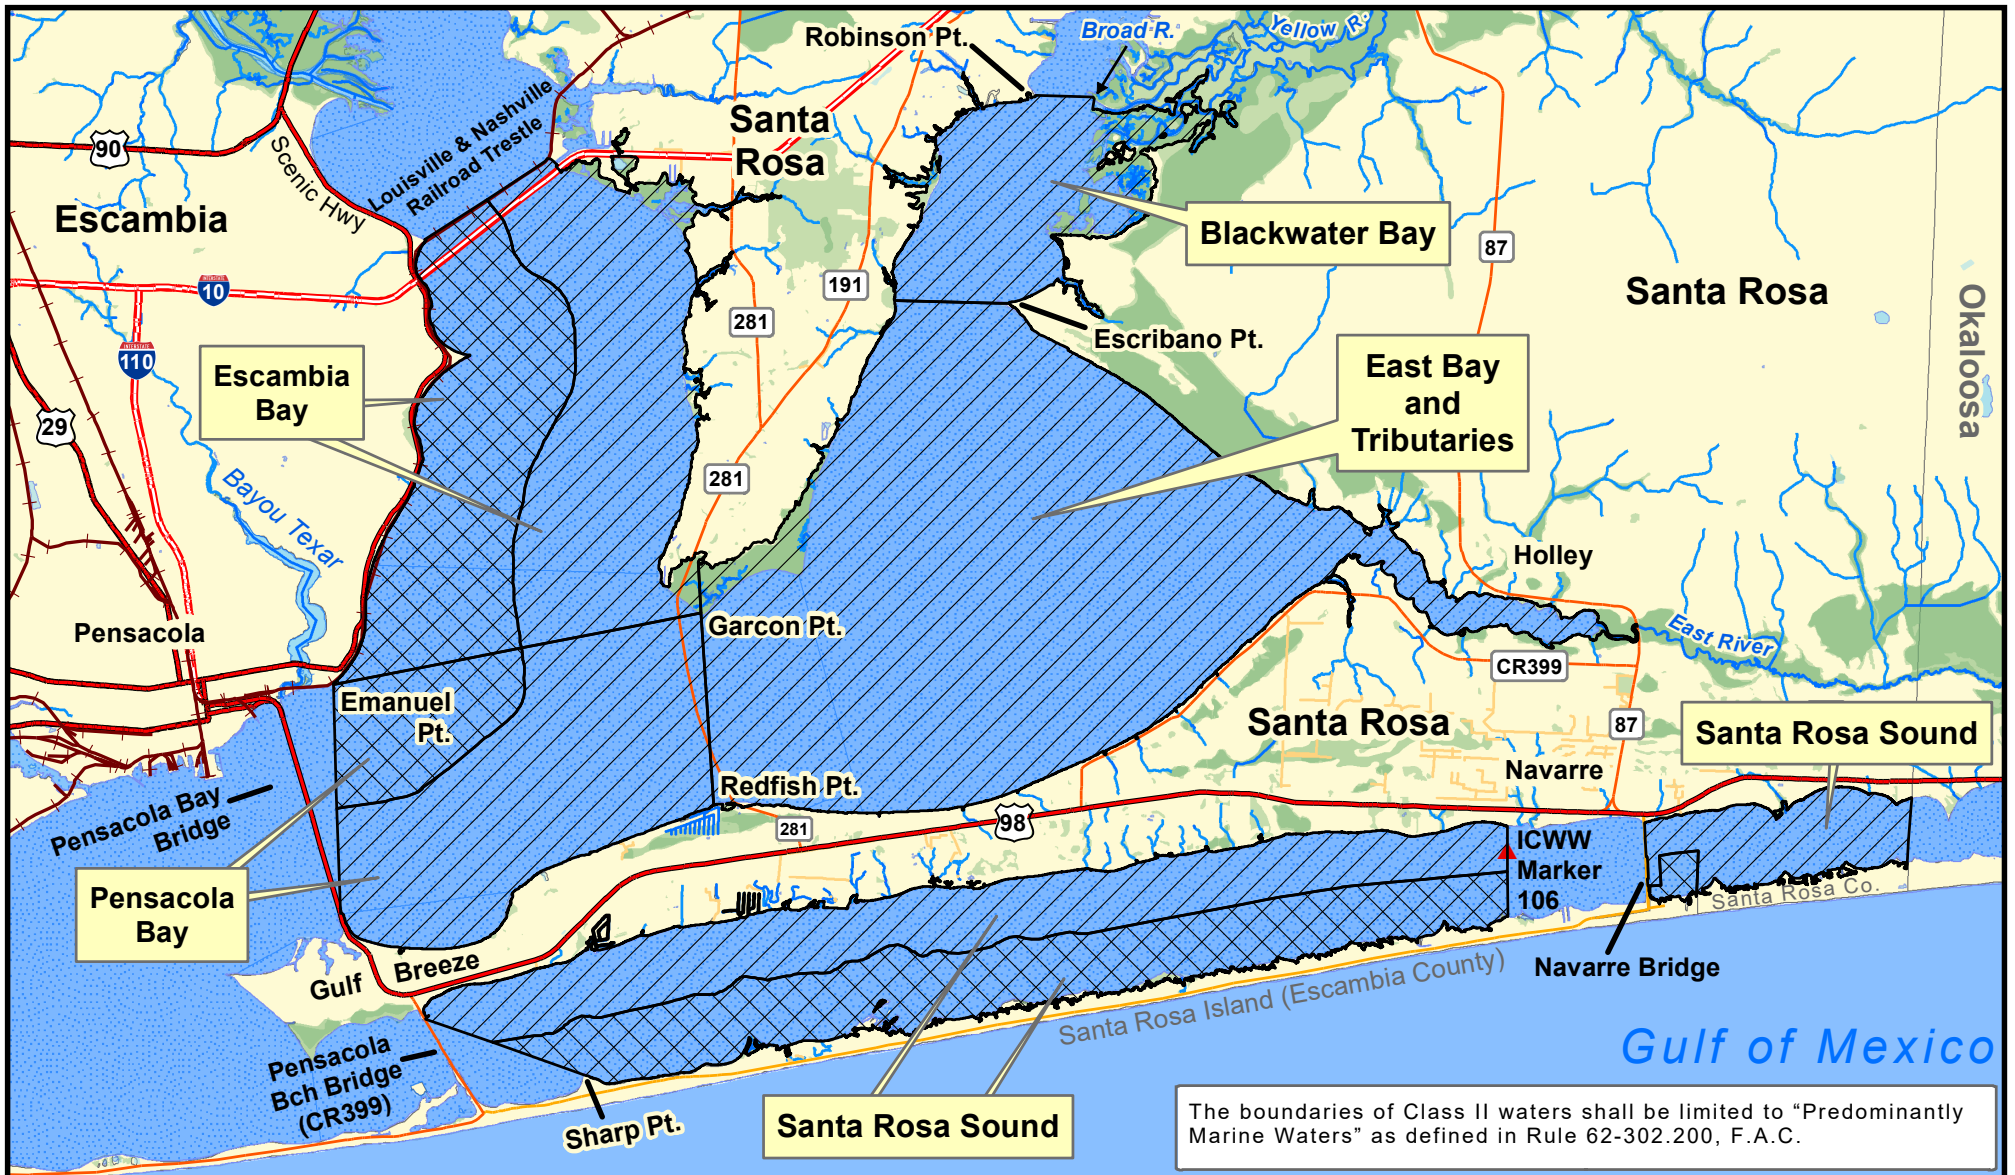 Robinson Pt.
Broad R.
Yellow R.
Santa
Rosa
90
Scenic Hwy
Louisville & Nashville
Railroad Trestle
Escambia
Blackwater Bay
87
191
INTERSTATE
10
Santa Rosa
Okaloosa
281
Escribano Pt.
INTERSTATE
110
Escambia
Bay
East Bay
and
Tributaries
29
281
Bayou Texar
Holley
Pensacola
Garcon Pt.
East River
CR399
Emanuel
Pt.
Santa Rosa
87
Santa Rosa Sound
Navarre
Redfish Pt.
Pensacola Bay
Bridge
281
98
ICWW
Marker
106
Pensacola
Bay
Santa Rosa Co.
Gulf Breeze
Navarre Bridge
Santa Rosa Island (Escambia County)
Gulf of Mexico
Pensacola
Bch Bridge
(CR399)
Sharp Pt.
Santa Rosa Sound
The boundaries of Class II waters shall be limited to “Predominantly
Marine Waters” as defined in Rule 62-302.200, F.A.C.